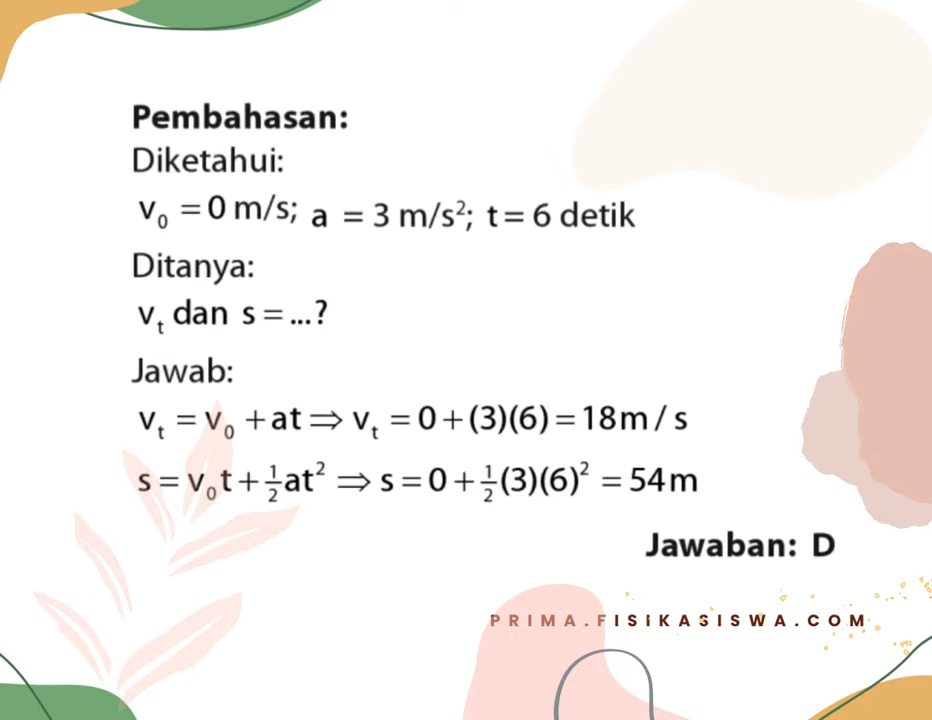 Pembahasan:
Diketahui:
v₀ = 0 m/s; a = 3 m/s²; t = 6 detik
Ditanya:
vₜ dan s = ...?
Jawab:
vₜ = v₀ + at ⇒ vₜ = 0 + (3)(6) = 18 m / s
s = v₀t + ½at² ⇒ s = 0 + ½(3)(6)² = 54 m
Jawaban: D
PRIMA.FISIKASISWA.COM